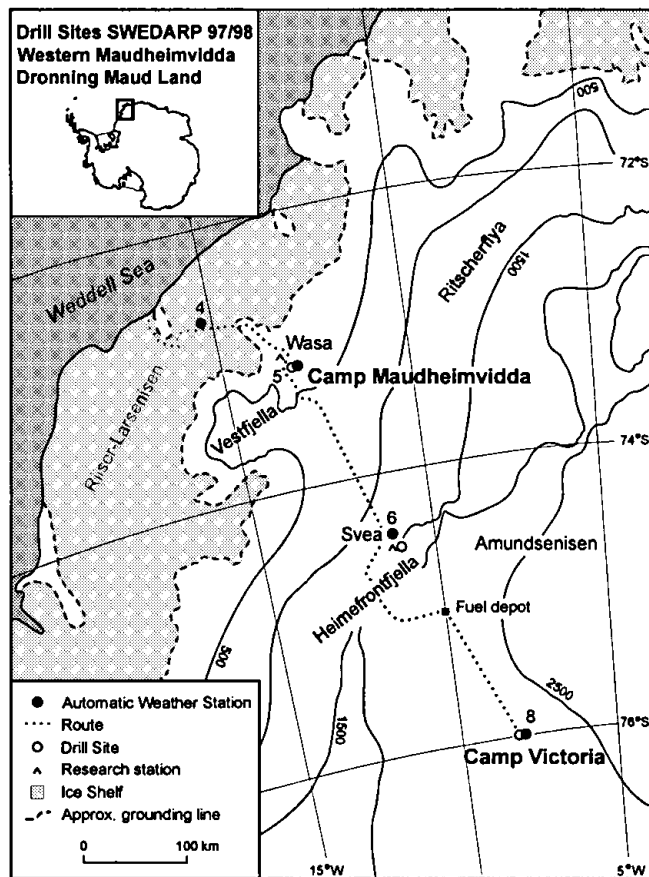 Drill Sites SWEDARP 97/98
Western Maudheimvidda
Dronning Maud Land
500
72°S
Ritscherflya
1500
Weddell Sea
4
Wasa
5
Camp Maudheimvidda
Riiser-Larsenisen
Vestfjella
74°S
6
Svea
Amundsenisen
Heimefrontfjella
Fuel depot
500
2500
1500
8
76°S
Camp Victoria
Automatic Weather Station
Route
Drill Site
Research station
Ice Shelf
Approx. grounding line
0 100 km
15°W
5°W